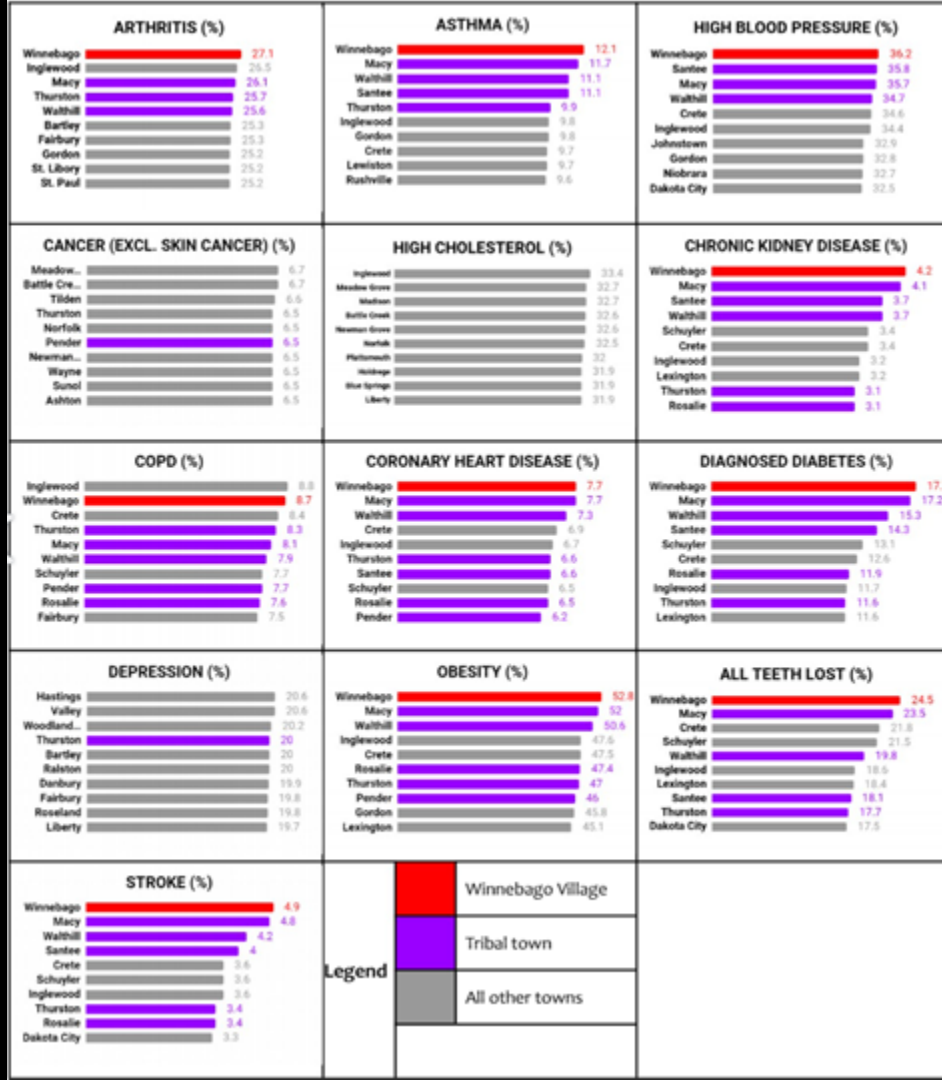 ARTHRITIS (%)
Winnebago 27.1
Inglewood 26.5
Macy 26.1
Thurston 25.7
Walthill 25.6
Bartley 25.3
Fairbury 25.3
Gordon 25.2
St. Libory 25.2
St. Paul 25.2
ASTHMA (%)
Winnebago 12.1
Macy 11.7
Walthill 11.1
Santee 11.1
Thurston 9.9
Inglewood 9.8
Gordon 9.8
Crete 9.7
Lewiston 9.7
Rushville 9.6
HIGH BLOOD PRESSURE (%)
Winnebago 36.2
Santee 35.8
Macy 35.7
Walthill 34.7
Crete 34.6
Inglewood 34.4
Johnstown 32.9
Gordon 32.8
Niobrara 32.7
Dakota City 32.5
CANCER (EXCL. SKIN CANCER) (%)
Meadow... 6.7
Battle Cre... 6.7
Tilden 6.6
Thurston 6.5
Norfolk 6.5
Pender 6.5
Newman... 6.5
Wayne 6.5
Sunol 6.5
Ashton 6.5
HIGH CHOLESTEROL (%)
Inglewood 33.4
Meadow Grove 32.7
Madison 32.7
Battle Creek 32.6
Newman Grove 32.6
Norfolk 32.5
Plattsmouth 32
Holdrege 31.9
Blue Springs 31.9
Liberty 31.9
CHRONIC KIDNEY DISEASE (%)
Winnebago 4.2
Macy 4.1
Santee 3.7
Walthill 3.7
Schuyler 3.4
Crete 3.4
Inglewood 3.2
Lexington 3.2
Thurston 3.1
Rosalie 3.1
COPD (%)
Inglewood 8.8
Winnebago 8.7
Crete 8.4
Thurston 8.3
Macy 8.1
Walthill 7.9
Schuyler 7.7
Pender 7.7
Rosalie 7.6
Fairbury 7.5
CORONARY HEART DISEASE (%)
Winnebago 7.7
Macy 7.7
Walthill 7.3
Crete 6.9
Inglewood 6.7
Thurston 6.6
Santee 6.6
Schuyler 6.5
Rosalie 6.5
Pender 6.2
DIAGNOSED DIABETES (%)
Winnebago 17.
Macy 17.2
Walthill 15.3
Santee 14.3
Schuyler 13.1
Crete 12.6
Rosalie 11.9
Inglewood 11.7
Thurston 11.6
Lexington 11.6
DEPRESSION (%)
Hastings 20.6
Valley 20.6
Woodland... 20.2
Thurston 20
Bartley 20
Ralston 20
Danbury 19.9
Fairbury 19.8
Roseland 19.8
Liberty 19.7
OBESITY (%)
Winnebago 52.8
Macy 52
Walthill 50.6
Inglewood 47.6
Crete 47.5
Rosalie 47.4
Thurston 47
Pender 46
Gordon 45.8
Lexington 45.1
ALL TEETH LOST (%)
Winnebago 24.5
Macy 23.5
Crete 21.8
Schuyler 21.5
Walthill 19.8
Inglewood 18.6
Lexington 18.4
Santee 18.1
Thurston 17.7
Dakota City 17.5
STROKE (%)
Winnebago 4.9
Macy 4.8
Walthill 4.2
Santee 4
Crete 3.6
Schuyler 3.6
Inglewood 3.6
Thurston 3.4
Rosalie 3.4
Dakota City 3.3
Legend
Winnebago Village
Tribal town
All other towns